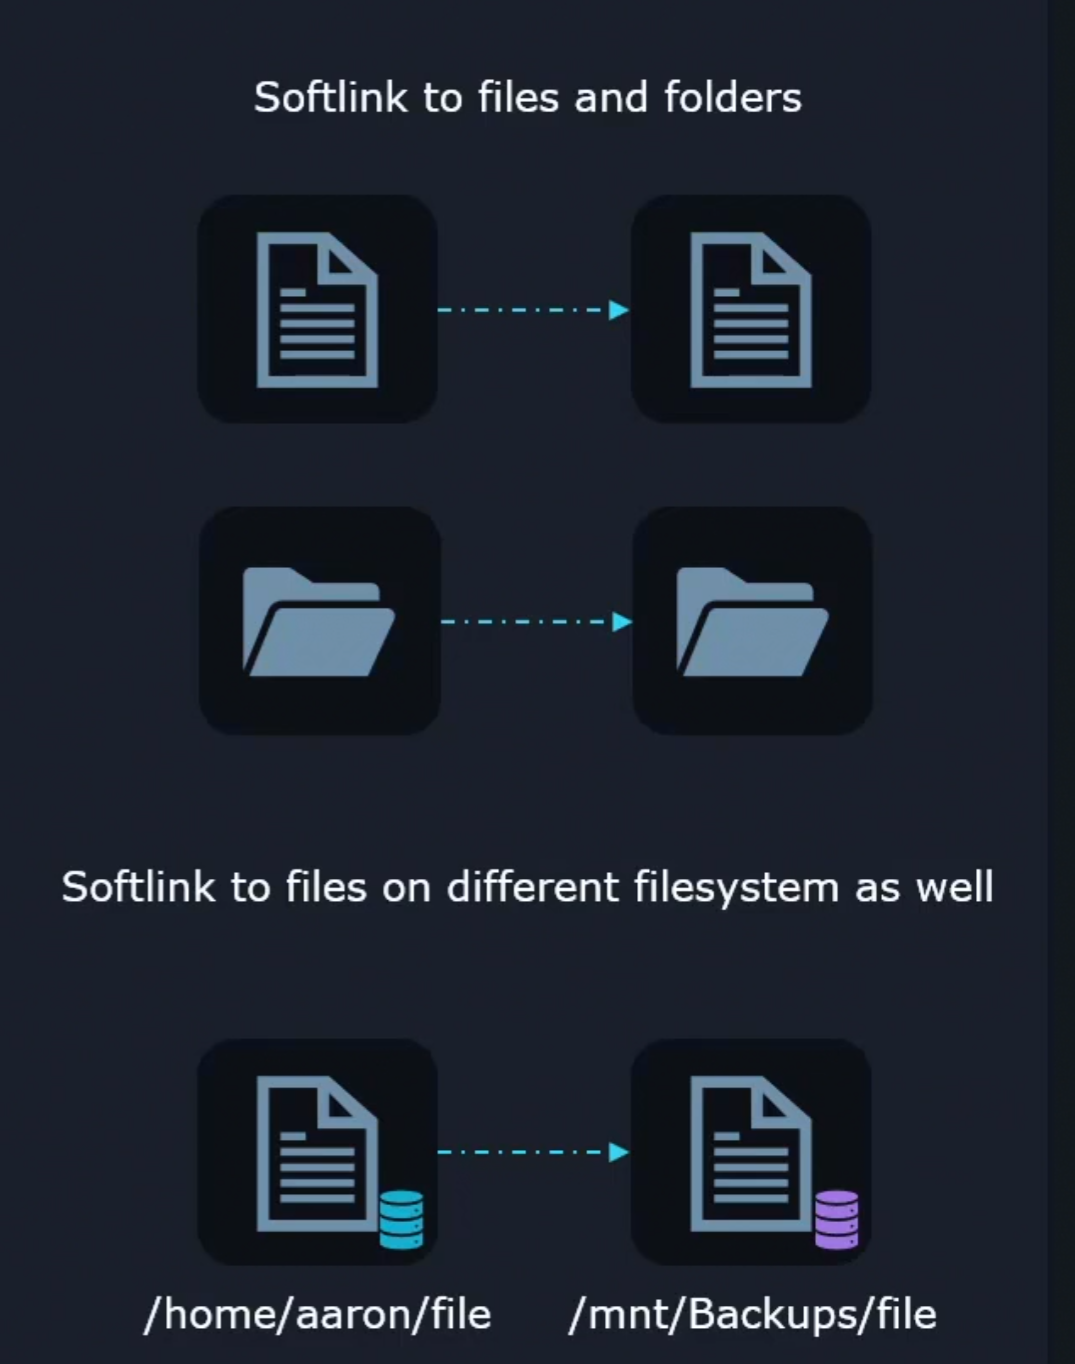 Softlink to files and folders
Softlink to files on different filesystem as well
/home/aaron/file
/mnt/Backups/file